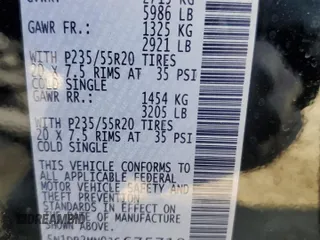 5986 LB
GAWR FR.: 1325 KG
2921 LB
WITH P235/55R20 TIRES
20 X 7.5 RIMS AT 35 PSI
COLD SINGLE
GAWR RR.: 1454 KG
3205 LB
WITH P235/55R20 TIRES
20 X 7.5 RIMS AT 35 PSI
COLD SINGLE
THIS VEHICLE CONFORMS TO
ALL APPLICABLE FEDERAL
MOTOR VEHICLE SAFETY
STANDARDS IN EFFECT ON
THE DATE OF MANUFACTURE
SHOWN ABOVE.